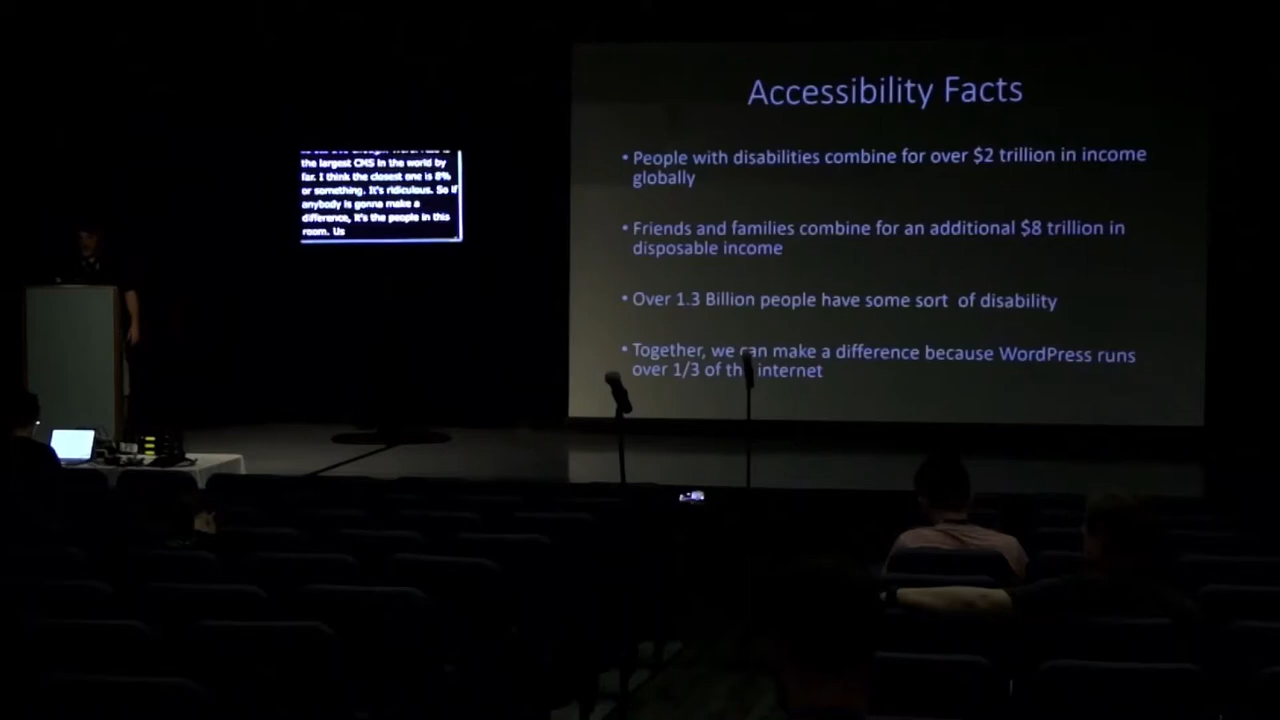 the largest CMS in the world by
far. I think the closest one is 8%
or something. It's ridiculous. So if
anybody is gonna make a
difference, it's the people in this
room. Us
Accessibility Facts
• People with disabilities combine for over $2 trillion in income
globally
• Friends and families combine for an additional $8 trillion in
disposable income
• Over 1.3 Billion people have some sort of disability
• Together, we can make a difference because WordPress runs
over 1/3 of the internet